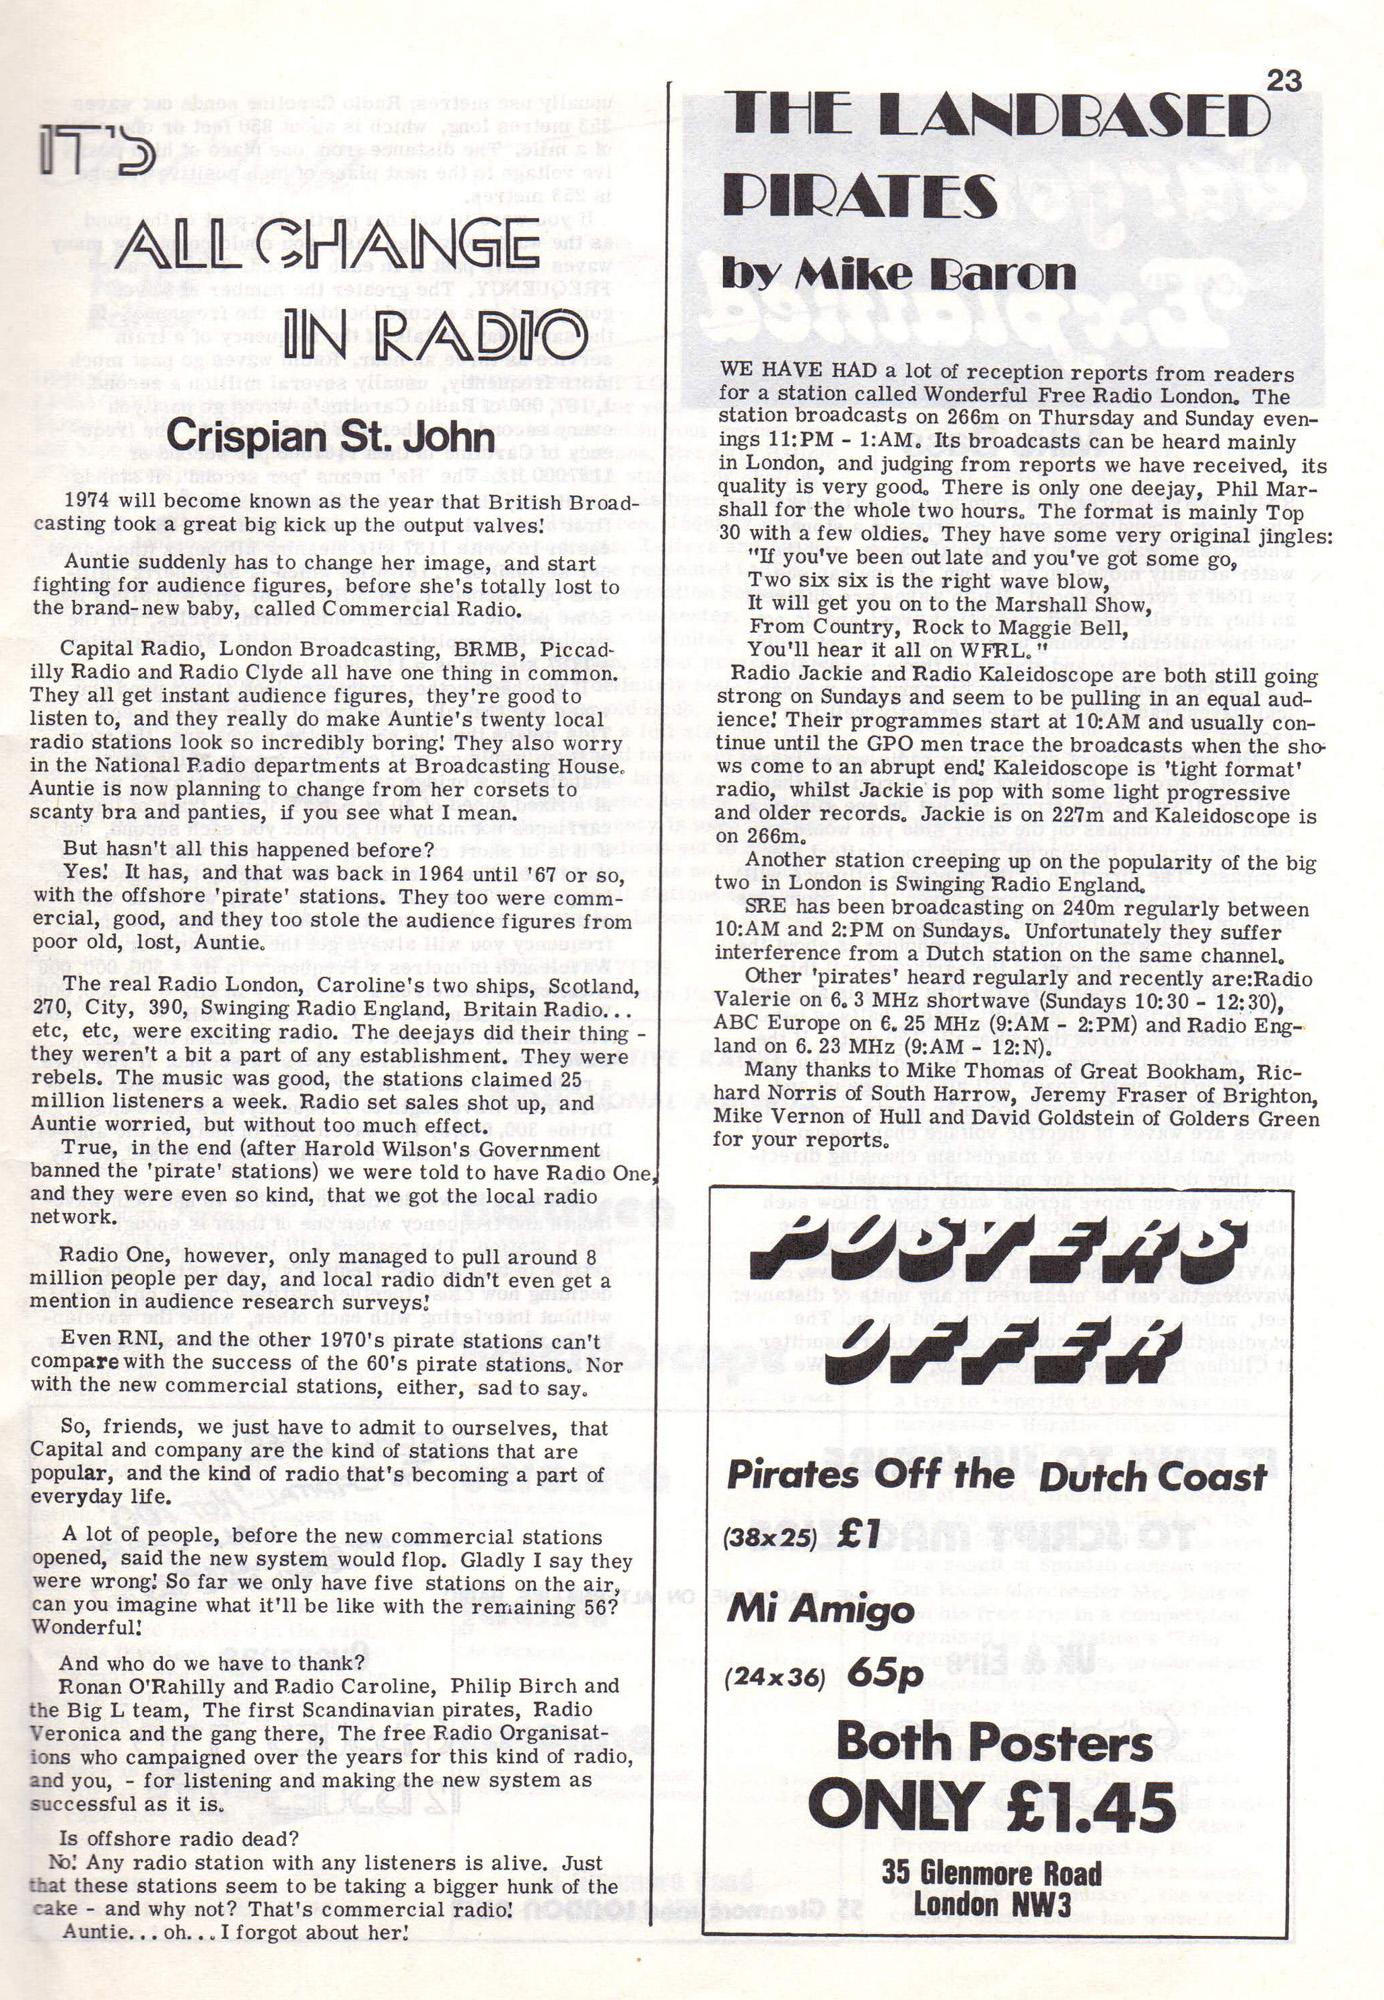 23
IT'S
ALL CHANGE
IN RADIO
Crispian St. John
1974 will become known as the year that British Broad-
casting took a great big kick up the output valves!
Auntie suddenly has to change her image, and start
fighting for audience figures, before she's totally lost to
the brand-new baby, called Commercial Radio.
Capital Radio, London Broadcasting, BRMB, Piccad-
illy Radio and Radio Clyde all have one thing in common.
They all get instant audience figures, they're good to
listen to, and they really do make Auntie's twenty local
radio stations look so incredibly boring! They also worry
in the National Radio departments at Broadcasting House.
Auntie is now planning to change from her corsets to
scanty bra and panties, if you see what I mean.
But hasn't all this happened before?
Yes! It has, and that was back in 1964 until '67 or so,
with the offshore 'pirate' stations. They too were comm-
ercial, good, and they too stole the audience figures from
poor old, lost, Auntie.
The real Radio London, Caroline's two ships, Scotland,
270, City, 390, Swinging Radio England, Britain Radio...
etc, etc, were exciting radio. The deejays did their thing -
they weren't a bit a part of any establishment. They were
rebels. The music was good, the stations claimed 25
million listeners a week. Radio set sales shot up, and
Auntie worried, but without too much effect.
True, in the end (after Harold Wilson's Government
banned the 'pirate' stations) we were told to have Radio One,
and they were even so kind, that we got the local radio
network.
Radio One, however, only managed to pull around 8
million people per day, and local radio didn't even get a
mention in audience research surveys!
Even RNI, and the other 1970's pirate stations can't
compare with the success of the 60's pirate stations. Nor
with the new commercial stations, either, sad to say.
So, friends, we just have to admit to ourselves, that
Capital and company are the kind of stations that are
popular, and the kind of radio that's becoming a part of
everyday life.
A lot of people, before the new commercial stations
opened, said the new system would flop. Gladly I say they
were wrong! So far we only have five stations on the air,
can you imagine what it'll be like with the remaining 56?
Wonderful!
And who do we have to thank?
Ronan O'Rahilly and Radio Caroline, Philip Birch and
the Big L team, The first Scandinavian pirates, Radio
Veronica and the gang there, The free Radio Organisat-
ions who campaigned over the years for this kind of radio,
and you, - for listening and making the new system as
successful as it is.
Is offshore radio dead?
No! Any radio station with any listeners is alive. Just
that these stations seem to be taking a bigger hunk of the
cake - and why not? That's commercial radio!
Auntie... oh... I forgot about her!
THE LANDBASED
PIRATES
by Mike Baron
WE HAVE HAD a lot of reception reports from readers
for a station called Wonderful Free Radio London. The
station broadcasts on 266m on Thursday and Sunday even-
ings 11:PM - 1:AM. Its broadcasts can be heard mainly
in London, and judging from reports we have received, its
quality is very good. There is only one deejay, Phil Mar-
shall for the whole two hours. The format is mainly Top
30 with a few oldies. They have some very original jingles:
"If you've been out late and you've got some go,
Two six six is the right wave blow,
It will get you on to the Marshall Show,
From Country, Rock to Maggie Bell,
You'll hear it all on WFRL."
Radio Jackie and Radio Kaleidoscope are both still going
strong on Sundays and seem to be pulling in an equal aud-
ience! Their programmes start at 10:AM and usually con-
tinue until the GPO men trace the broadcasts when the sho-
ws come to an abrupt end! Kaleidoscope is 'tight format'
radio, whilst Jackie is pop with some light progressive
and older records. Jackie is on 227m and Kaleidoscope is
on 266m.
Another station creeping up on the popularity of the big
two in London is Swinging Radio England.
SRE has been broadcasting on 240m regularly between
10:AM and 2:PM on Sundays. Unfortunately they suffer
interference from a Dutch station on the same channel.
Other 'pirates' heard regularly and recently are:Radio
Valerie on 6.3 MHz shortwave (Sundays 10:30 - 12:30),
ABC Europe on 6.25 MHz (9:AM - 2:PM) and Radio Eng-
land on 6.23 MHz (9:AM - 12:N).
Many thanks to Mike Thomas of Great Bookham, Ric-
hard Norris of South Harrow, Jeremy Fraser of Brighton,
Mike Vernon of Hull and David Goldstein of Golders Green
for your reports.
POSTERS
OFFER
Pirates Off the Dutch Coast
(38x25) £1
Mi Amigo
(24x36) 65p
Both Posters
ONLY £1.45
35 Glenmore Road
London NW3